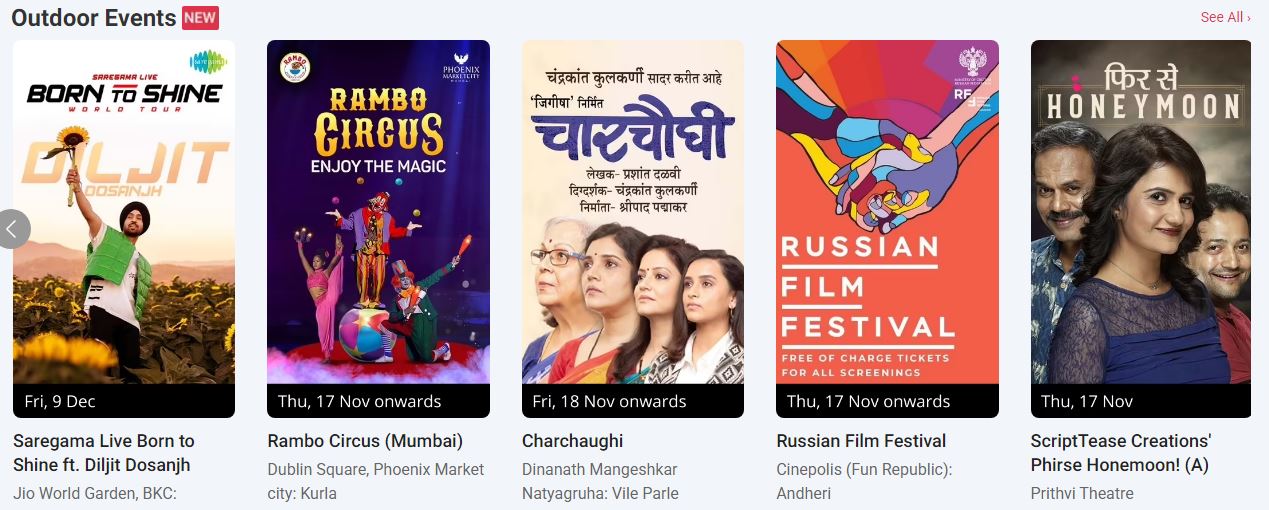 Outdoor Events NEW
See All ›
saregama
SAREGAMA LIVE
BORN TO SHINE
WORLD TOUR
DILJIT
DOSANJH
Fri, 9 Dec
Saregama Live Born to
Shine ft. Diljit Dosanjh
Jio World Garden, BKC:
RAMBO
PHOENIX
MARKETCITY
RAMBO
CIRCUS
ENJOY THE MAGIC
Thu, 17 Nov onwards
Rambo Circus (Mumbai)
Dublin Square, Phoenix Market
city: Kurla
चंद्रकांत कुलकर्णी सादर करीत आहे
'जिगीषा' निर्मित
चारचौघी
लेखक- प्रशांत दळवी
दिग्दर्शक- चंद्रकांत कुलकर्णी
निर्माता- श्रीपाद पद्माकर
Fri, 18 Nov onwards
Charchaughi
Dinanath Mangeshkar
Natyagruha: Vile Parle
RF
RUSSIAN
FILM
FESTIVAL
FREE OF CHARGE TICKETS
FOR ALL SCREENINGS
Thu, 17 Nov onwards
Russian Film Festival
Cinepolis (Fun Republic):
Andheri
फिर से
HONEYMOON
Thu, 17 Nov
ScriptTease Creations'
Phirse Honemoon! (A)
Prithvi Theatre